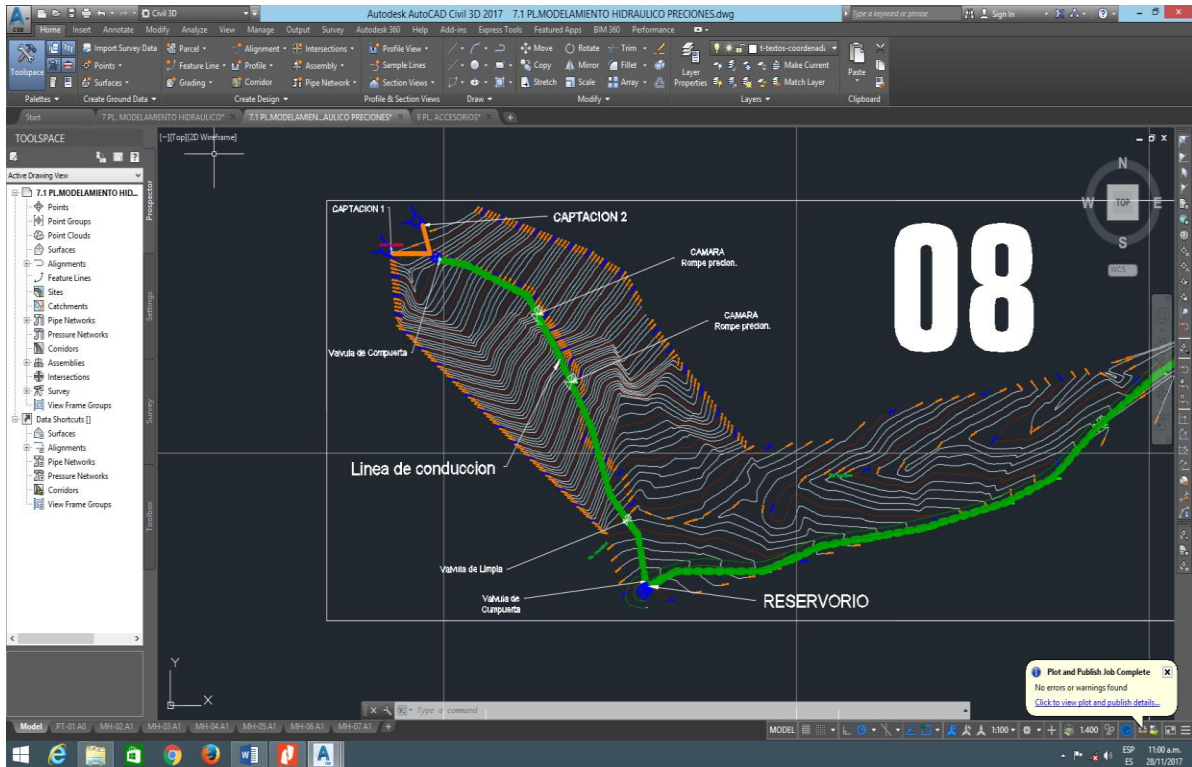 Civil 3D
Autodesk AutoCAD Civil 3D 2017 7.1 PL.MODELAMIENTO HIDRAULICO PRECIONES.dwg
Type a keyword or phrase
Sign In
Home Insert Annotate Modify Analyze View Manage Output Survey Autodesk 360 Help Add-ins Express Tools Featured Apps BIM 360 Performance
Toolspace
Import Survey Data
Points
Surfaces
Parcel
Feature Line
Grading
Alignment
Profile
Corridor
Intersections
Assembly
Pipe Network
Profile View
Sample Lines
Section Views
Move
Copy
Stretch
Rotate
Mirror
Scale
Trim
Fillet
Array
Layer Properties
t-textos-coordenadi
Make Current
Match Layer
Paste
Palettes
Create Ground Data
Create Design
Profile & Section Views
Draw
Modify
Layers
Clipboard
Start
7 PL. MODELAMIENTO HIDRAULICO*
7.1 PL.MODELAMIEN...AULICO PRECIONES*
9 PL. ACCESORIOS*
TOOLSPACE
Active Drawing View
7.1 PL.MODELAMIENTO HID...
Points
Point Groups
Point Clouds
Surfaces
Alignments
Feature Lines
Sites
Catchments
Pipe Networks
Pressure Networks
Corridors
Assemblies
Intersections
Survey
View Frame Groups
Data Shortcuts []
Surfaces
Alignments
Pipe Networks
Pressure Networks
Corridors
View Frame Groups
Prospector
Settings
Survey
Toolbox
[-][Top][2D Wireframe]
N
W TOP E
S
WCS
CAPTACION 1
CAPTACION 2
CAMARA
Rompe precion.
08
CAMARA
Rompe precion.
Valvula de Compuerta
Linea de conduccion
Valvula de Limpia
Valvula de
Cumpuerta
RESERVORIO
Y
X
Type a command
Plot and Publish Job Complete
No errors or warnings found
Click to view plot and publish details...
Model PT-01 A0 MH-02 A1 MH-03 A1 MH-04 A1 MH-05 A1 MH-06 A1 MH-07 A1
MODEL
1:100
1.400
ESP
ES
11:00 a.m.
28/11/2017